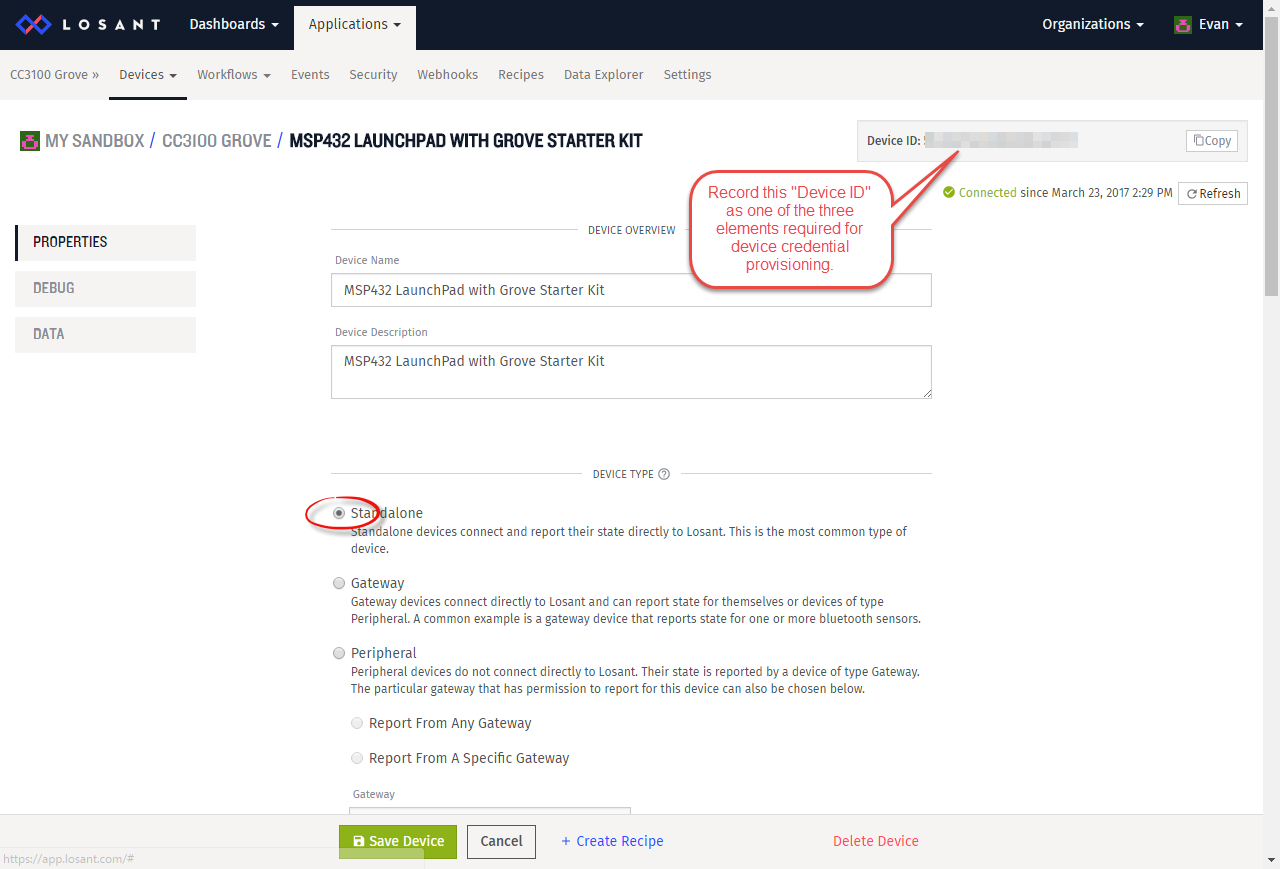 LOSANT Dashboards Applications Organizations Evan
CC3100 Grove » Devices Workflows Events Security Webhooks Recipes Data Explorer Settings
MY SANDBOX / CC3100 GROVE / MSP432 LAUNCHPAD WITH GROVE STARTER KIT
Device ID:
Copy
Connected since March 23, 2017 2:29 PM
Refresh
Record this "Device ID"
as one of the three
elements required for
device credential
provisioning.
PROPERTIES
DEBUG
DATA
DEVICE OVERVIEW
Device Name
MSP432 LaunchPad with Grove Starter Kit
Device Description
MSP432 LaunchPad with Grove Starter Kit
DEVICE TYPE ?
Standalone
Standalone devices connect and report their state directly to Losant. This is the most common type of
device.
Gateway
Gateway devices connect directly to Losant and can report state for themselves or devices of type
Peripheral. A common example is a gateway device that reports state for one or more bluetooth sensors.
Peripheral
Peripheral devices do not connect directly to Losant. Their state is reported by a device of type Gateway.
The particular gateway that has permission to report for this device can also be chosen below.
Report From Any Gateway
Report From A Specific Gateway
Gateway
Save Device Cancel + Create Recipe Delete Device
https://app.losant.com/#